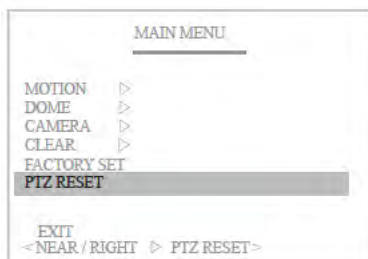 MAIN MENU
MOTION ▷
DOME ▷
CAMERA ▷
CLEAR ▷
FACTORY SET
PTZ RESET
EXIT
<NEAR / RIGHT ▷ PTZ RESET>